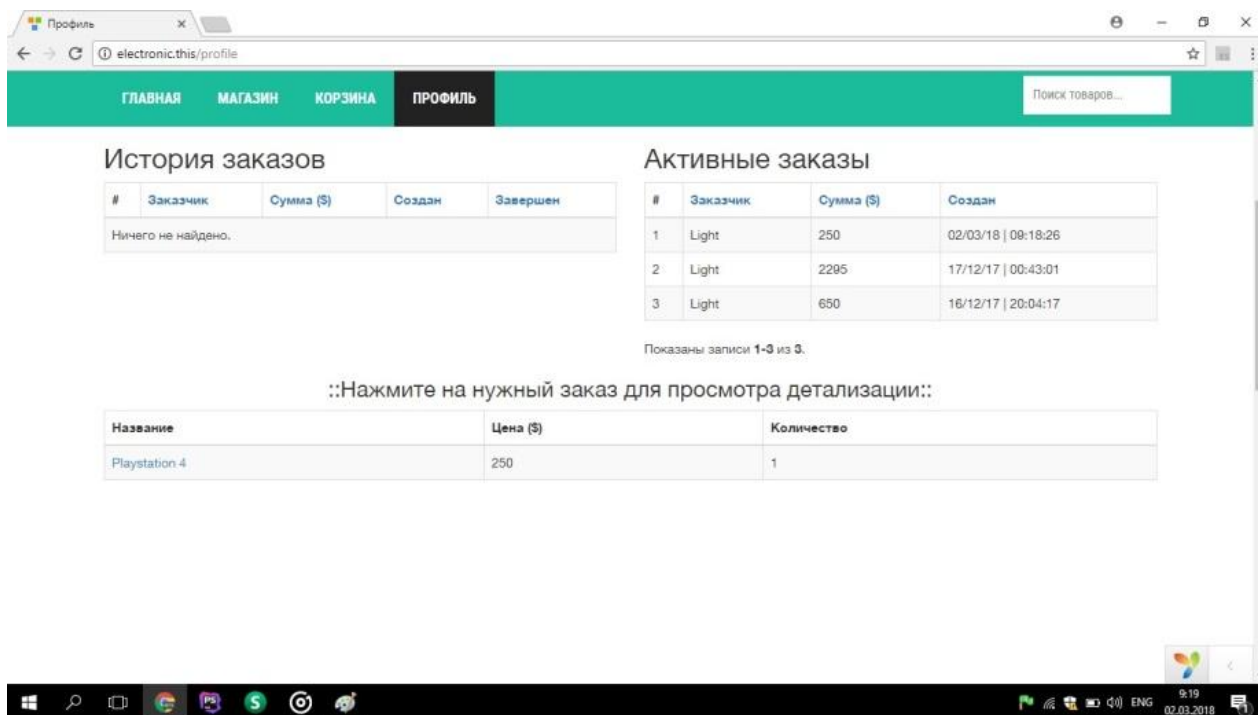 Профиль
electronic.this/profile
ГЛАВНАЯ МАГАЗИН КОРЗИНА ПРОФИЛЬ
Поиск товаров...
История заказов
# Заказчик Сумма ($) Создан Завершен
Ничего не найдено.
Активные заказы
# Заказчик Сумма ($) Создан
1 Light 250 02/03/18 | 09:18:26
2 Light 2295 17/12/17 | 00:43:01
3 Light 650 16/12/17 | 20:04:17
Показаны записи 1-3 из 3.
::Нажмите на нужный заказ для просмотра детализации::
Название Цена ($) Количество
Playstation 4 250 1
ENG
9:19
02.03.2018